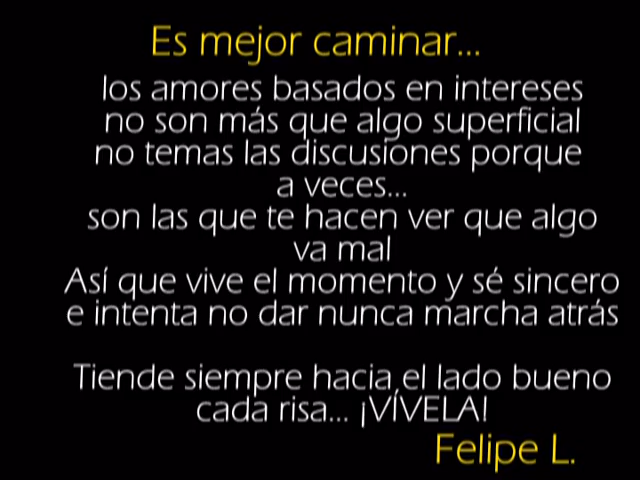 Es mejor caminar...
los amores basados en intereses
no son más que algo superficial
no temas las discusiones porque
a veces...
son las que te hacen ver que algo
va mal
Así que vive el momento y sé sincero
e intenta no dar nunca marcha atrás
Tiende siempre hacia el lado bueno
cada risa... ¡VÍVELA!
Felipe L.